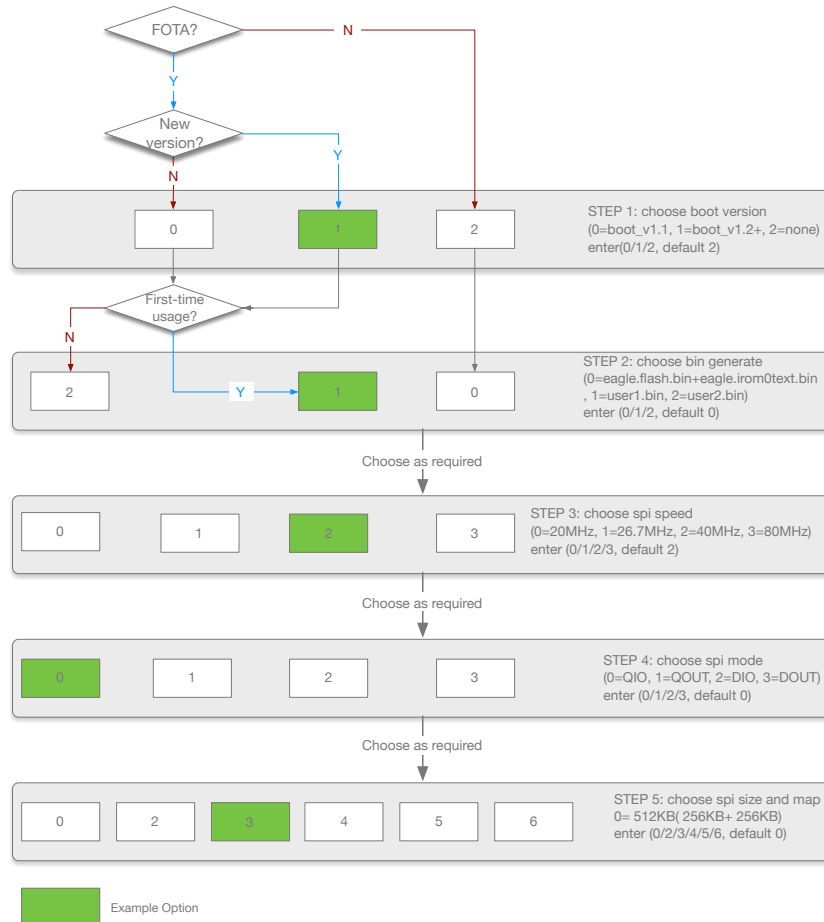 FOTA?
N
Y
New
version?
Y
N
0
1
2
STEP 1: choose boot version
(0=boot_v1.1, 1=boot_v1.2+, 2=none)
enter(0/1/2, default 2)
First-time
usage?
N
Y
2
1
0
STEP 2: choose bin generate
(0=eagle.flash.bin+eagle.irom0text.bin
, 1=user1.bin, 2=user2.bin)
enter (0/1/2, default 0)
Choose as required
0
1
2
3
STEP 3: choose spi speed
(0=20MHz, 1=26.7MHz, 2=40MHz, 3=80MHz)
enter (0/1/2/3, default 2)
Choose as required
0
1
2
3
STEP 4: choose spi mode
(0=QIO, 1=QOUT, 2=DIO, 3=DOUT)
enter (0/1/2/3, default 0)
Choose as required
0
2
3
4
5
6
STEP 5: choose spi size and map
0= 512KB( 256KB+ 256KB)
enter (0/2/3/4/5/6, default 0)
Example Option